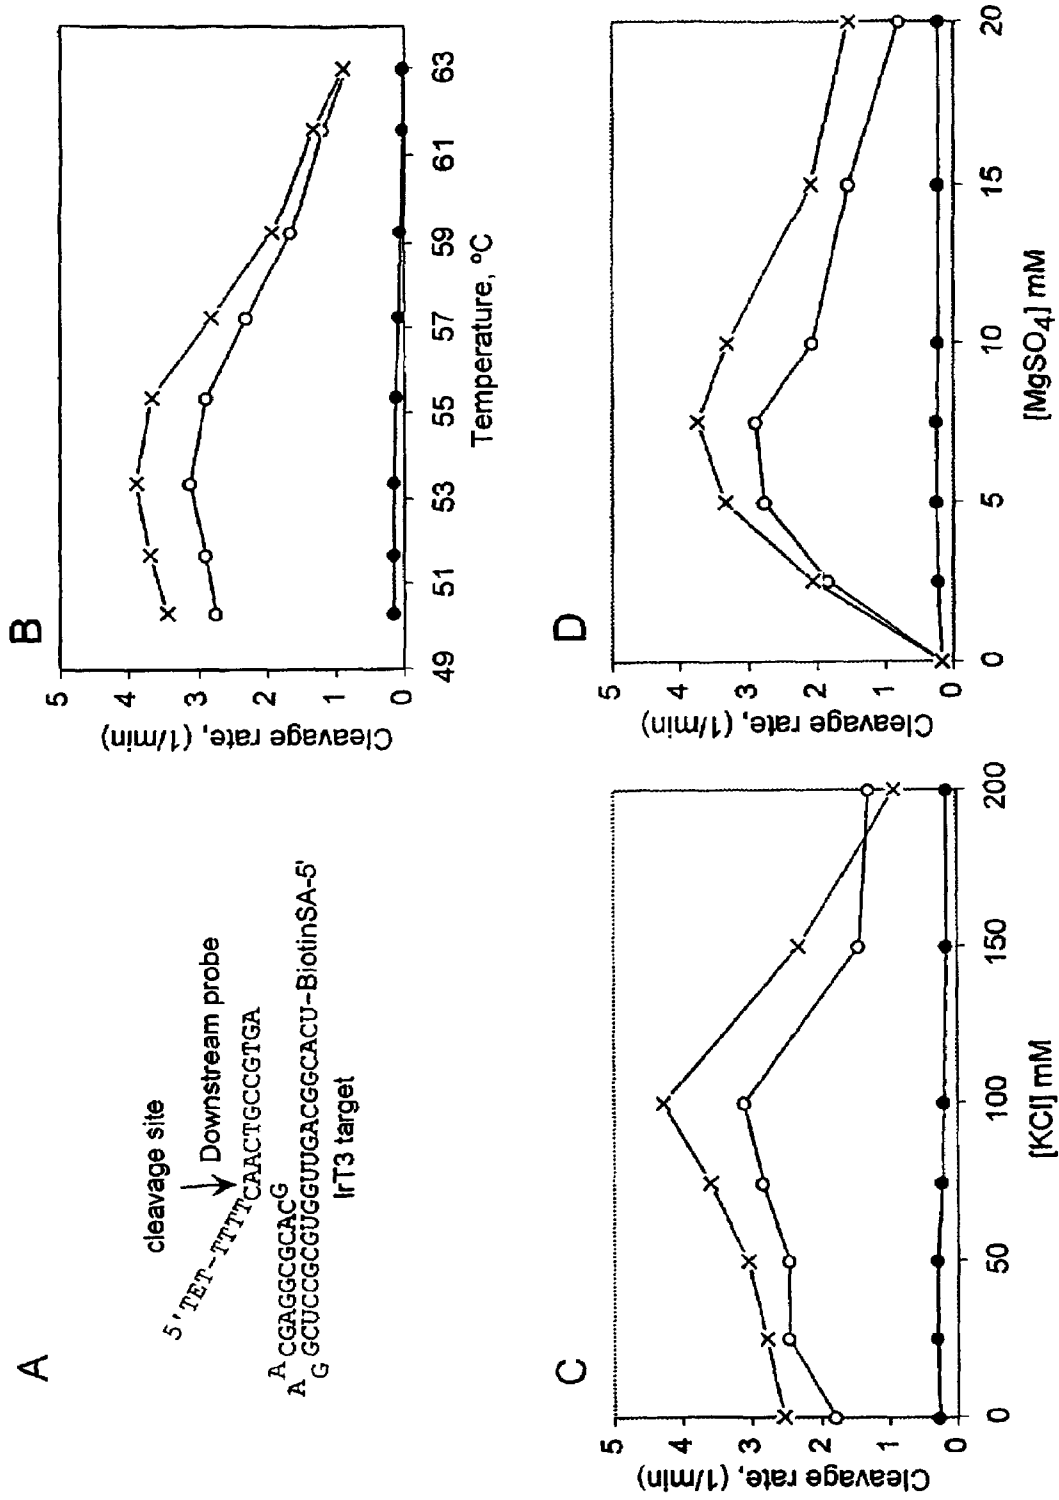 A
cleavage site
Downstream probe
5'TET-TTTTCAACTGCCGTGA
A CGAGGCGCACG
A
G GCUCCGCGUGGUUGACGGCACU-BiotinSA-5'
IrT3 target
B
Cleavage rate, (1/min)
5
4
3
2
1
0
49 51 53 55 57 59 61 63
Temperature, ºC
C
Cleavage rate, (1/min)
5
4
3
2
1
0
0 50 100 150 200
[KCl] mM
D
Cleavage rate, (1/min)
5
4
3
2
1
0
0 5 10 15 20
[MgSO4] mM